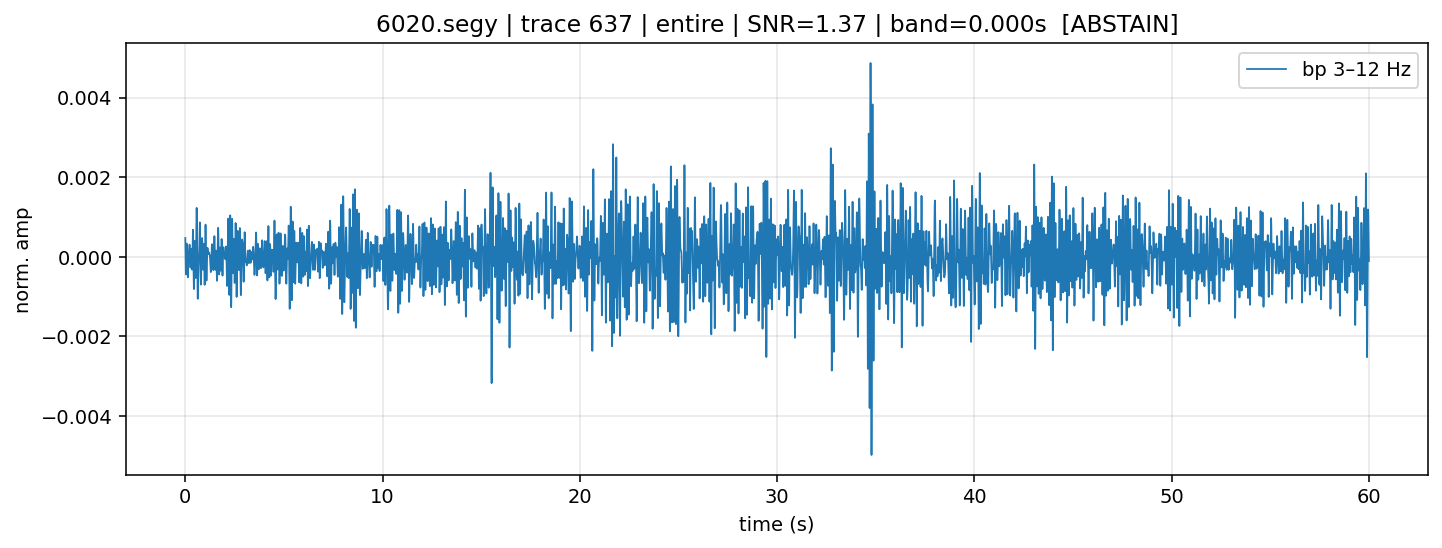 6020.segy | trace 637 | entire | SNR=1.37 | band=0.000s  [ABSTAIN]
bp 3–12 Hz
norm. amp
0.004
0.002
0.000
−0.002
−0.004
0 10 20 30 40 50 60
time (s)